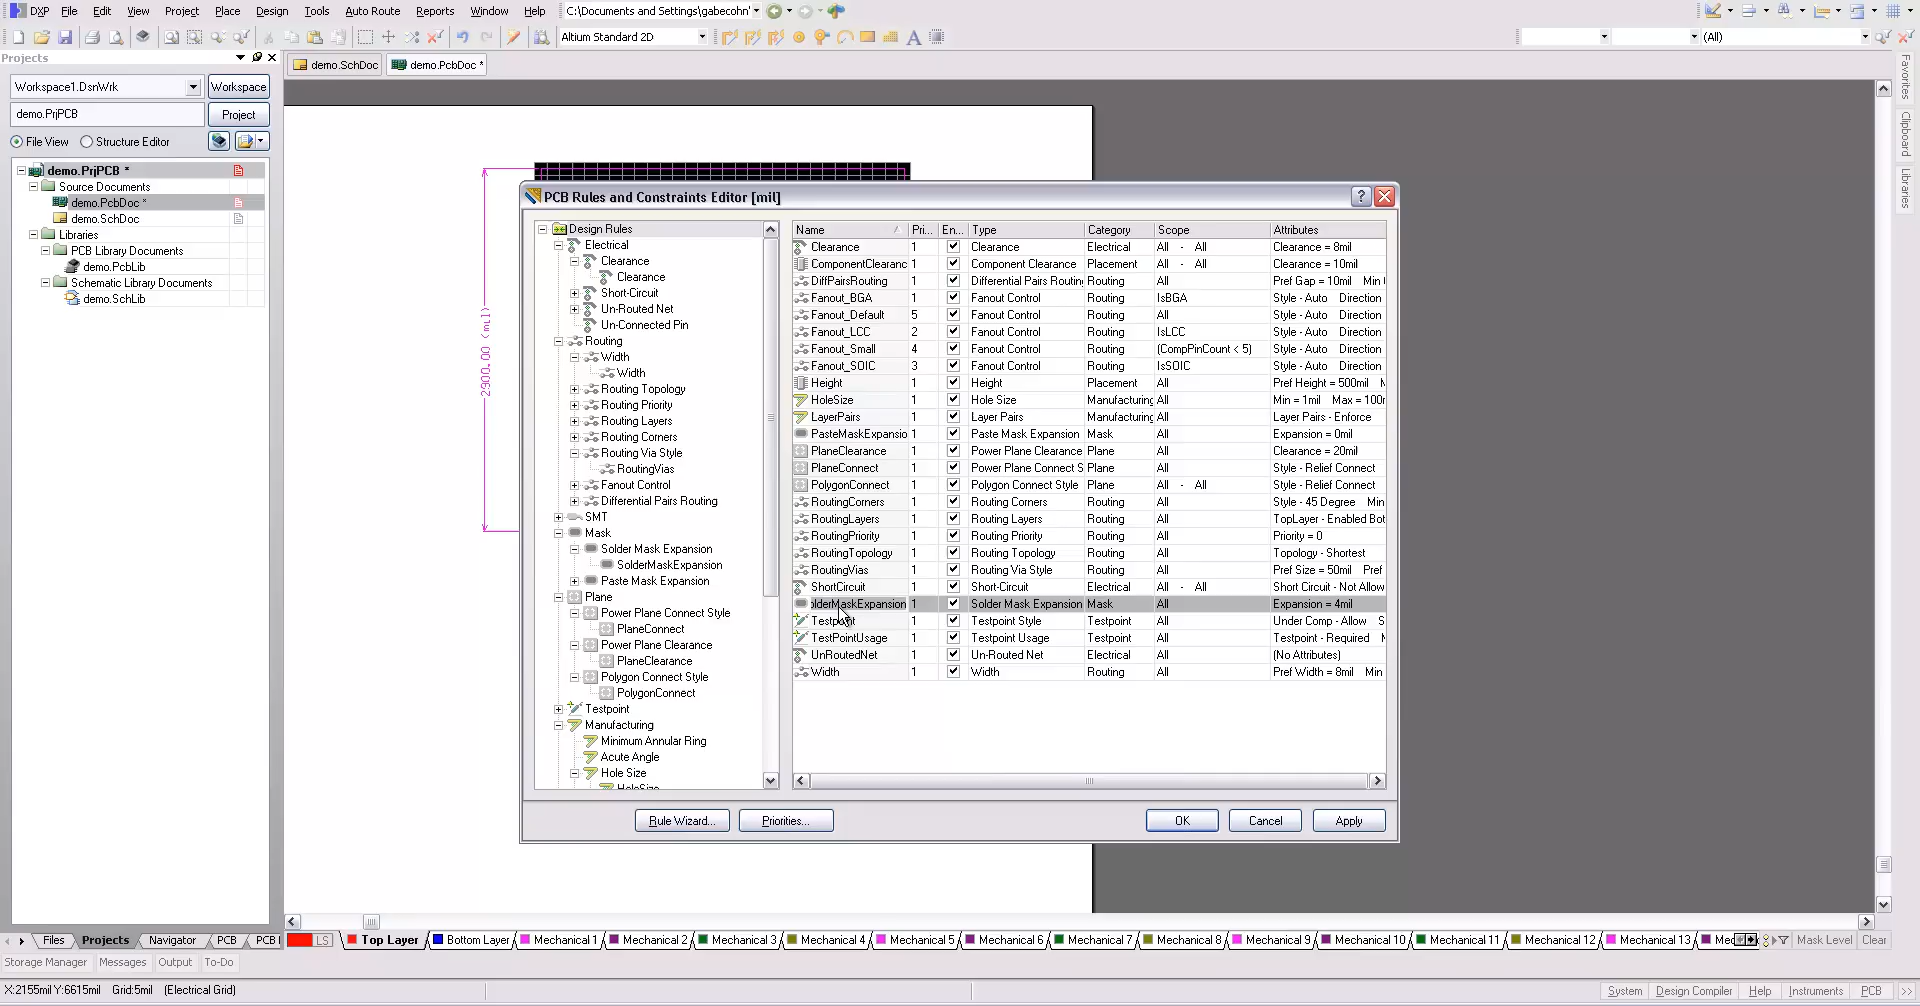 DXP File Edit View Project Place Design Tools Auto Route Reports Window Help C:\Documents and Settings\gabecohn'
Altium Standard 2D (All)
Projects
demo.SchDoc demo.PcbDoc *
Workspace1.DsnWrk Workspace
demo.PrjPCB Project
File View Structure Editor
demo.PrjPCB *
Source Documents
demo.PcbDoc *
demo.SchDoc
Libraries
PCB Library Documents
demo.PcbLib
Schematic Library Documents
demo.SchLib
2900.00 (mil)
PCB Rules and Constraints Editor [mil]
Design Rules
Electrical
Clearance
Clearance
Short-Circuit
Un-Routed Net
Un-Connected Pin
Routing
Width
Width
Routing Topology
Routing Priority
Routing Layers
Routing Corners
Routing Via Style
RoutingVias
Fanout Control
Differential Pairs Routing
SMT
Mask
Solder Mask Expansion
SolderMaskExpansion
Paste Mask Expansion
Plane
Power Plane Connect Style
PlaneConnect
Power Plane Clearance
PlaneClearance
Polygon Connect Style
PolygonConnect
Testpoint
Manufacturing
Minimum Annular Ring
Acute Angle
Hole Size
HoleSize
Name Pri... En... Type Category Scope Attributes
Clearance 1 Clearance Electrical All - All Clearance = 8mil
ComponentClearanc 1 Component Clearance Placement All - All Clearance = 10mil
DiffPairsRouting 1 Differential Pairs Routing Routing All Pref Gap = 10mil Min
Fanout_BGA 1 Fanout Control Routing IsBGA Style - Auto Direction
Fanout_Default 5 Fanout Control Routing All Style - Auto Direction
Fanout_LCC 2 Fanout Control Routing IsLCC Style - Auto Direction
Fanout_Small 4 Fanout Control Routing (CompPinCount < 5) Style - Auto Direction
Fanout_SOIC 3 Fanout Control Routing IsSOIC Style - Auto Direction
Height 1 Height Placement All Pref Height = 500mil
HoleSize 1 Hole Size Manufacturing All Min = 1mil Max = 100
LayerPairs 1 Layer Pairs Manufacturing All Layer Pairs - Enforce
PasteMaskExpansio 1 Paste Mask Expansion Mask All Expansion = 0mil
PlaneClearance 1 Power Plane Clearance Plane All Clearance = 20mil
PlaneConnect 1 Power Plane Connect S Plane All Style - Relief Connect
PolygonConnect 1 Polygon Connect Style Plane All - All Style - Relief Connect
RoutingCorners 1 Routing Corners Routing All Style - 45 Degree Min
RoutingLayers 1 Routing Layers Routing All TopLayer - Enabled Bot
RoutingPriority 1 Routing Priority Routing All Priority = 0
RoutingTopology 1 Routing Topology Routing All Topology - Shortest
RoutingVias 1 Routing Via Style Routing All Pref Size = 50mil Pref
ShortCircuit 1 Short-Circuit Electrical All - All Short Circuit - Not Allow
olderMaskExpansion 1 Solder Mask Expansion Mask All Expansion = 4mil
Testpoint 1 Testpoint Style Testpoint All Under Comp - Allow S
TestPointUsage 1 Testpoint Usage Testpoint All Testpoint - Required
UnRoutedNet 1 Un-Routed Net Electrical All (No Attributes)
Width 1 Width Routing All Pref Width = 8mil Min
Rule Wizard... Priorities... OK Cancel Apply
Favorites
Clipboard
Libraries
Files Projects Navigator PCB PCB LS Top Layer Bottom Layer Mechanical 1 Mechanical 2 Mechanical 3 Mechanical 4 Mechanical 5 Mechanical 6 Mechanical 7 Mechanical 8 Mechanical 9 Mechanical 10 Mechanical 11 Mechanical 12 Mechanical 13 Mec Mask Level Clear
Storage Manager Messages Output To-Do
X:2155mil Y:6615mil Grid:5mil (Electrical Grid) System Design Compiler Help Instruments PCB >>